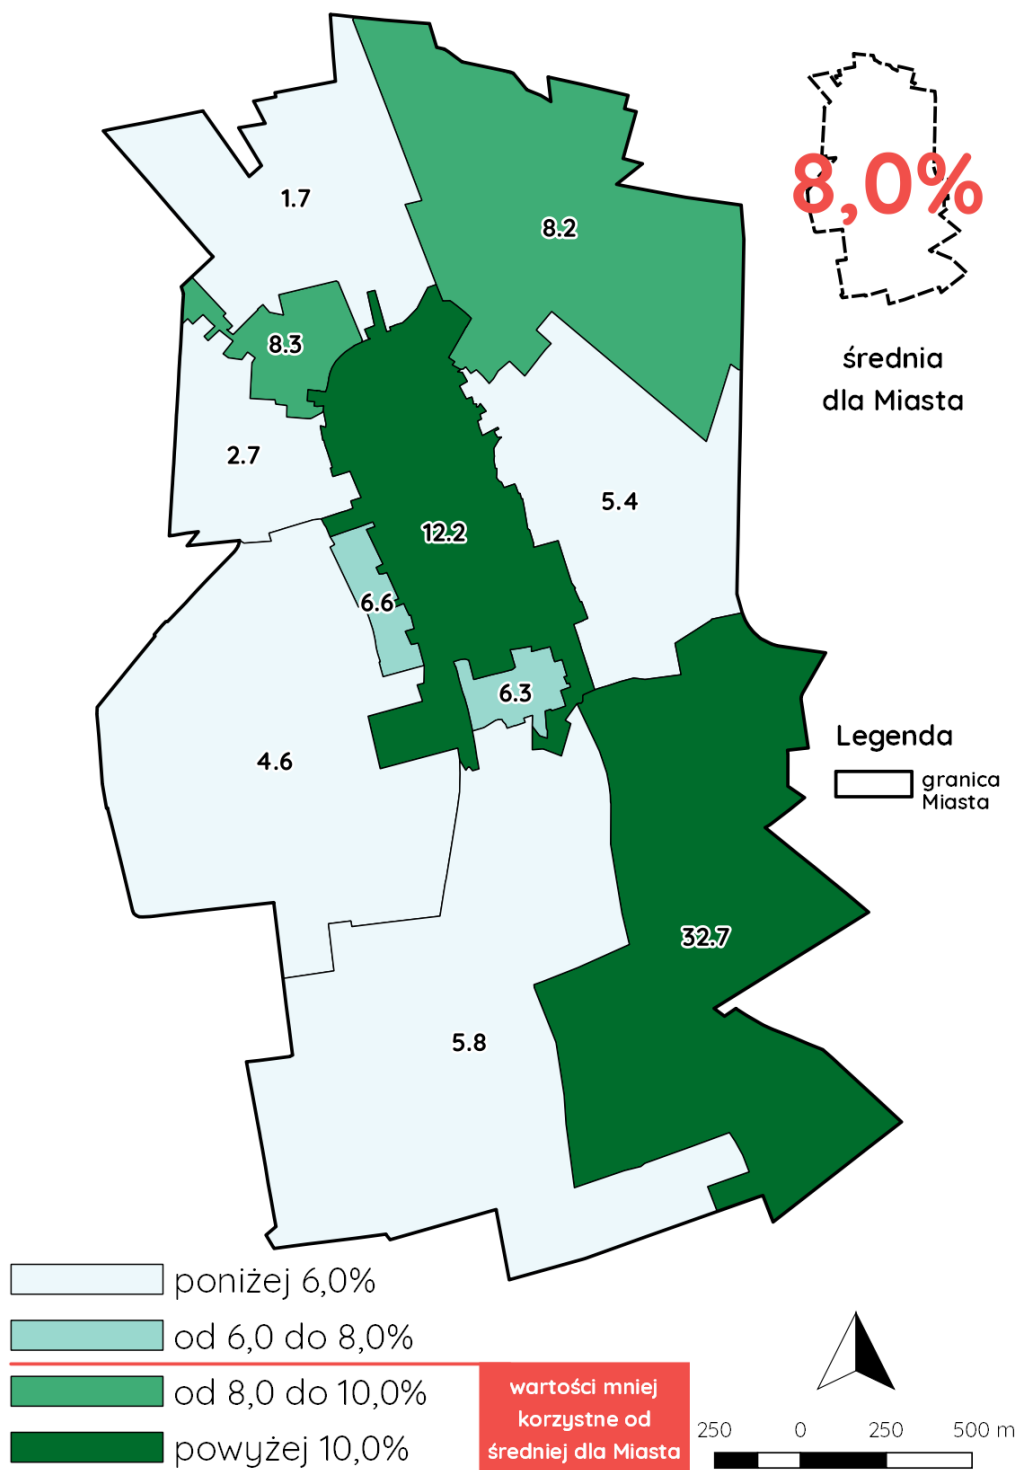 8,0%
średnia
dla Miasta
1.7
8.2
8.3
2.7
5.4
12.2
6.6
6.3
4.6
32.7
5.8
Legenda
granica
Miasta
poniżej 6,0%
od 6,0 do 8,0%
od 8,0 do 10,0%
powyżej 10,0%
wartości mniej
korzystne od
średniej dla Miasta
250 0 250 500 m